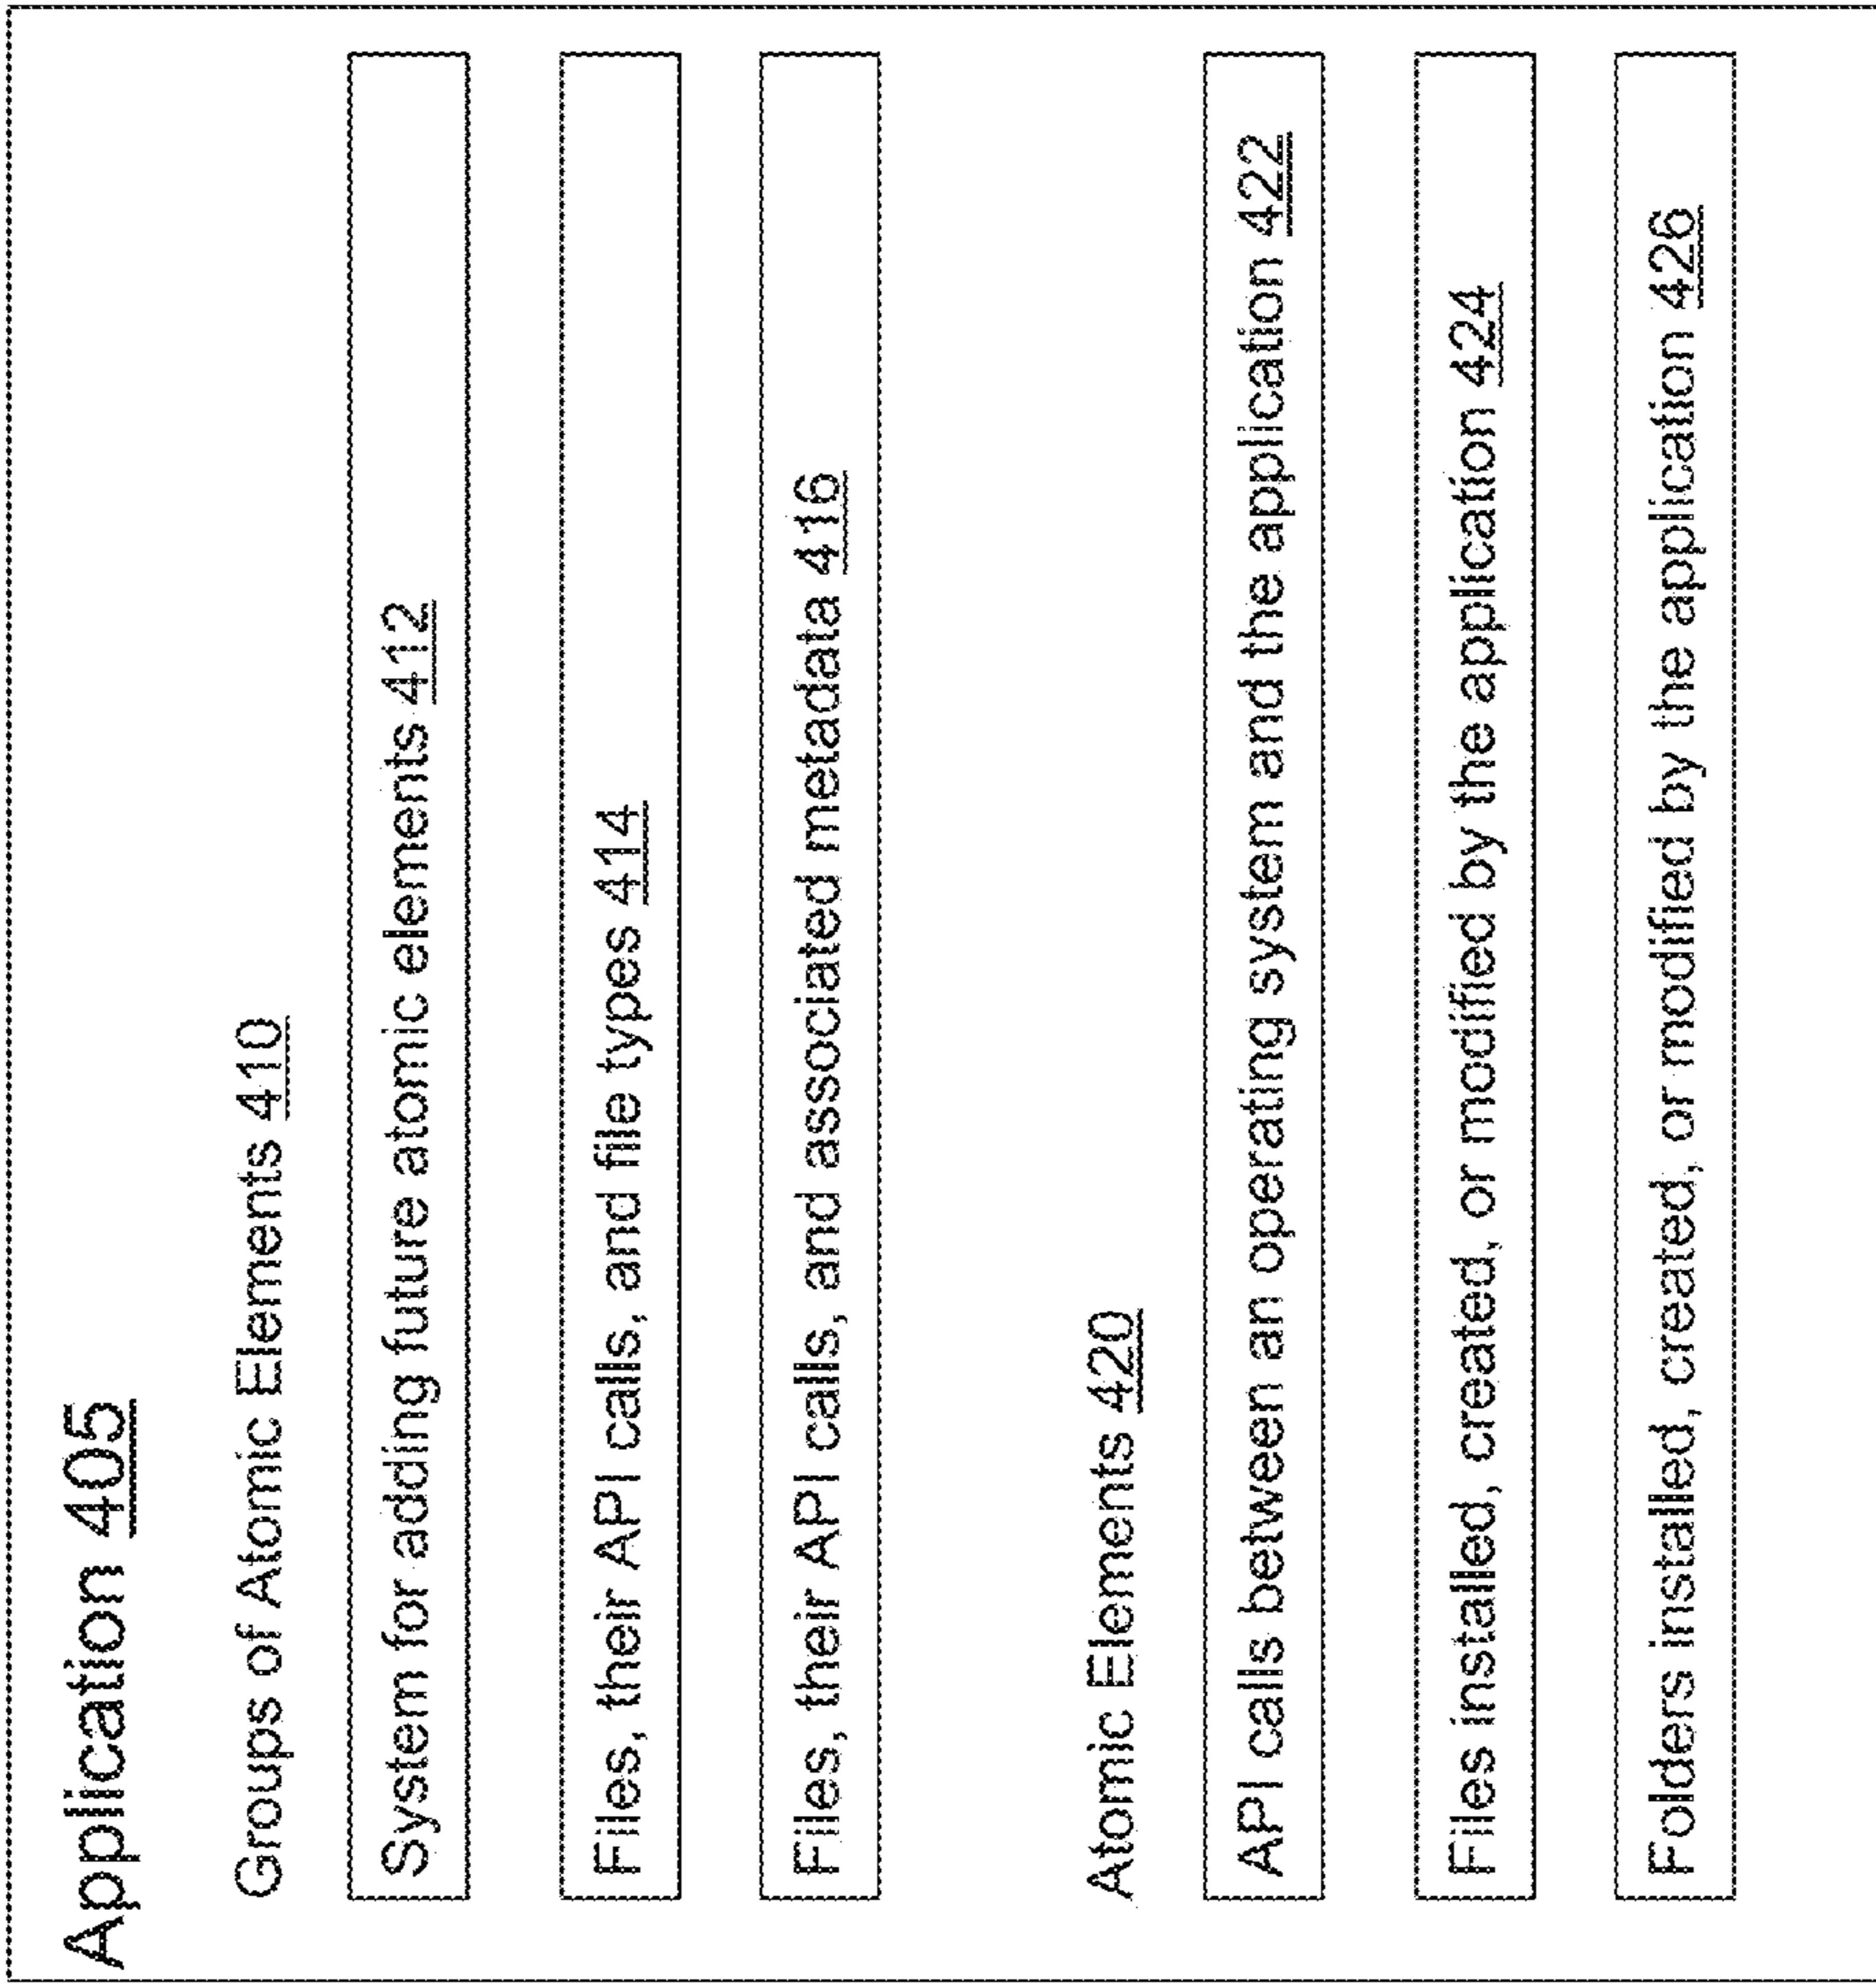 Application 405
Groups of Atomic Elements 410
System for adding future atomic elements 412
Files, their API calls, and file types 414
Files, their API calls, and associated metadata 416
Atomic Elements 420
API calls between an operating system and the application 422
Files installed, created, or modified by the application 424
Folders installed, created, or modified by the application 426